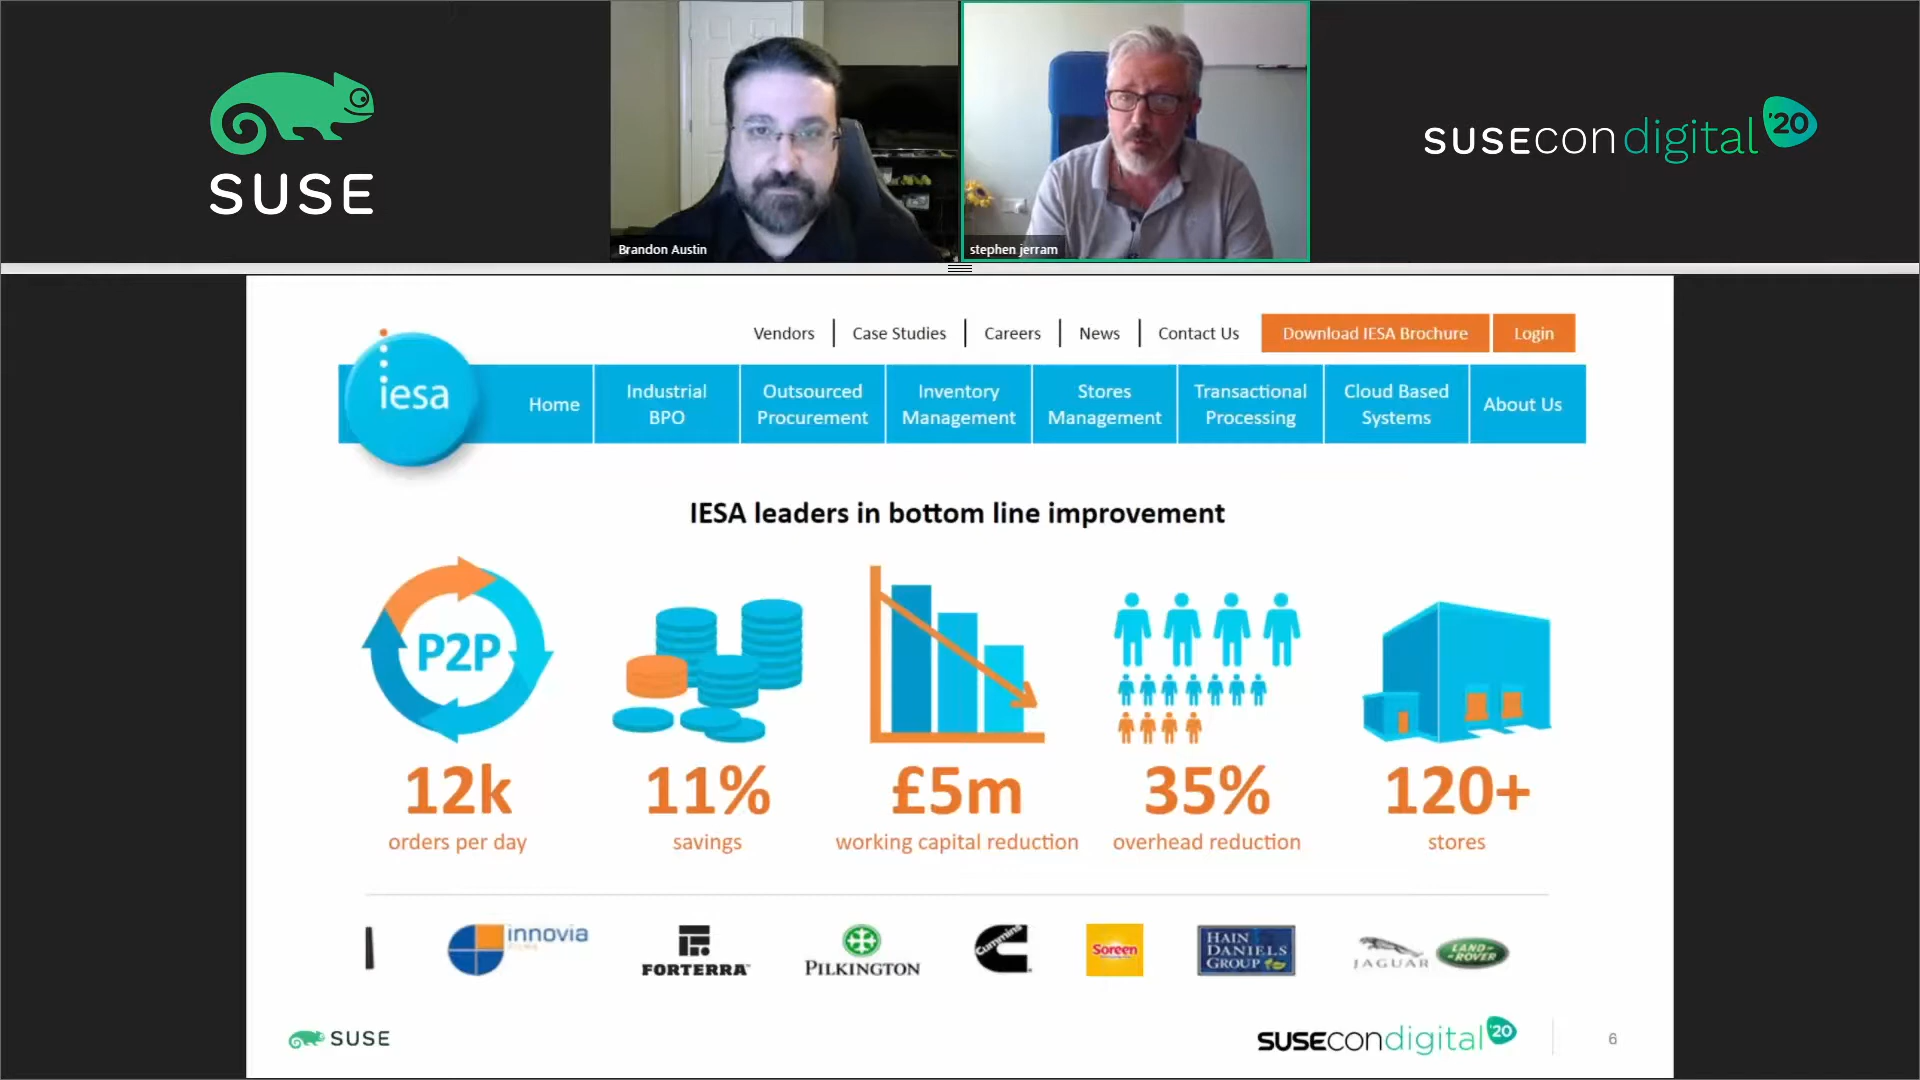 SUSE
Brandon Austin
stephen jerram
SUSEcon digital '20
Vendors
Case Studies
Careers
News
Contact Us
Download IESA Brochure
Login
iesa
Home
Industrial
BPO
Outsourced
Procurement
Inventory
Management
Stores
Management
Transactional
Processing
Cloud Based
Systems
About Us
IESA leaders in bottom line improvement
P2P
12k
orders per day
11%
savings
£5m
working capital reduction
35%
overhead reduction
120+
stores
innovia
FORTERRA
PILKINGTON
Cummins
Soreen
HAIN
DANIELS
GROUP
JAGUAR
LAND-
ROVER
SUSE
SUSEcon digital '20
6